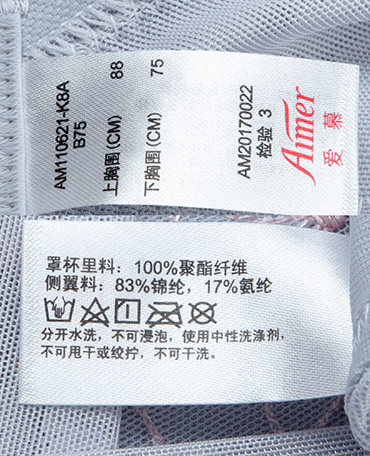 AM110621-K8A
B75
上胸围(CM) 88
下胸围(CM) 75
AM20170022
检验 3
Aimer
爱慕
罩杯里料：100%聚酯纤维
侧翼料：83%锦纶，17%氨纶
分开水洗，不可浸泡，使用中性洗涤剂，
不可甩干或绞拧，不可干洗。